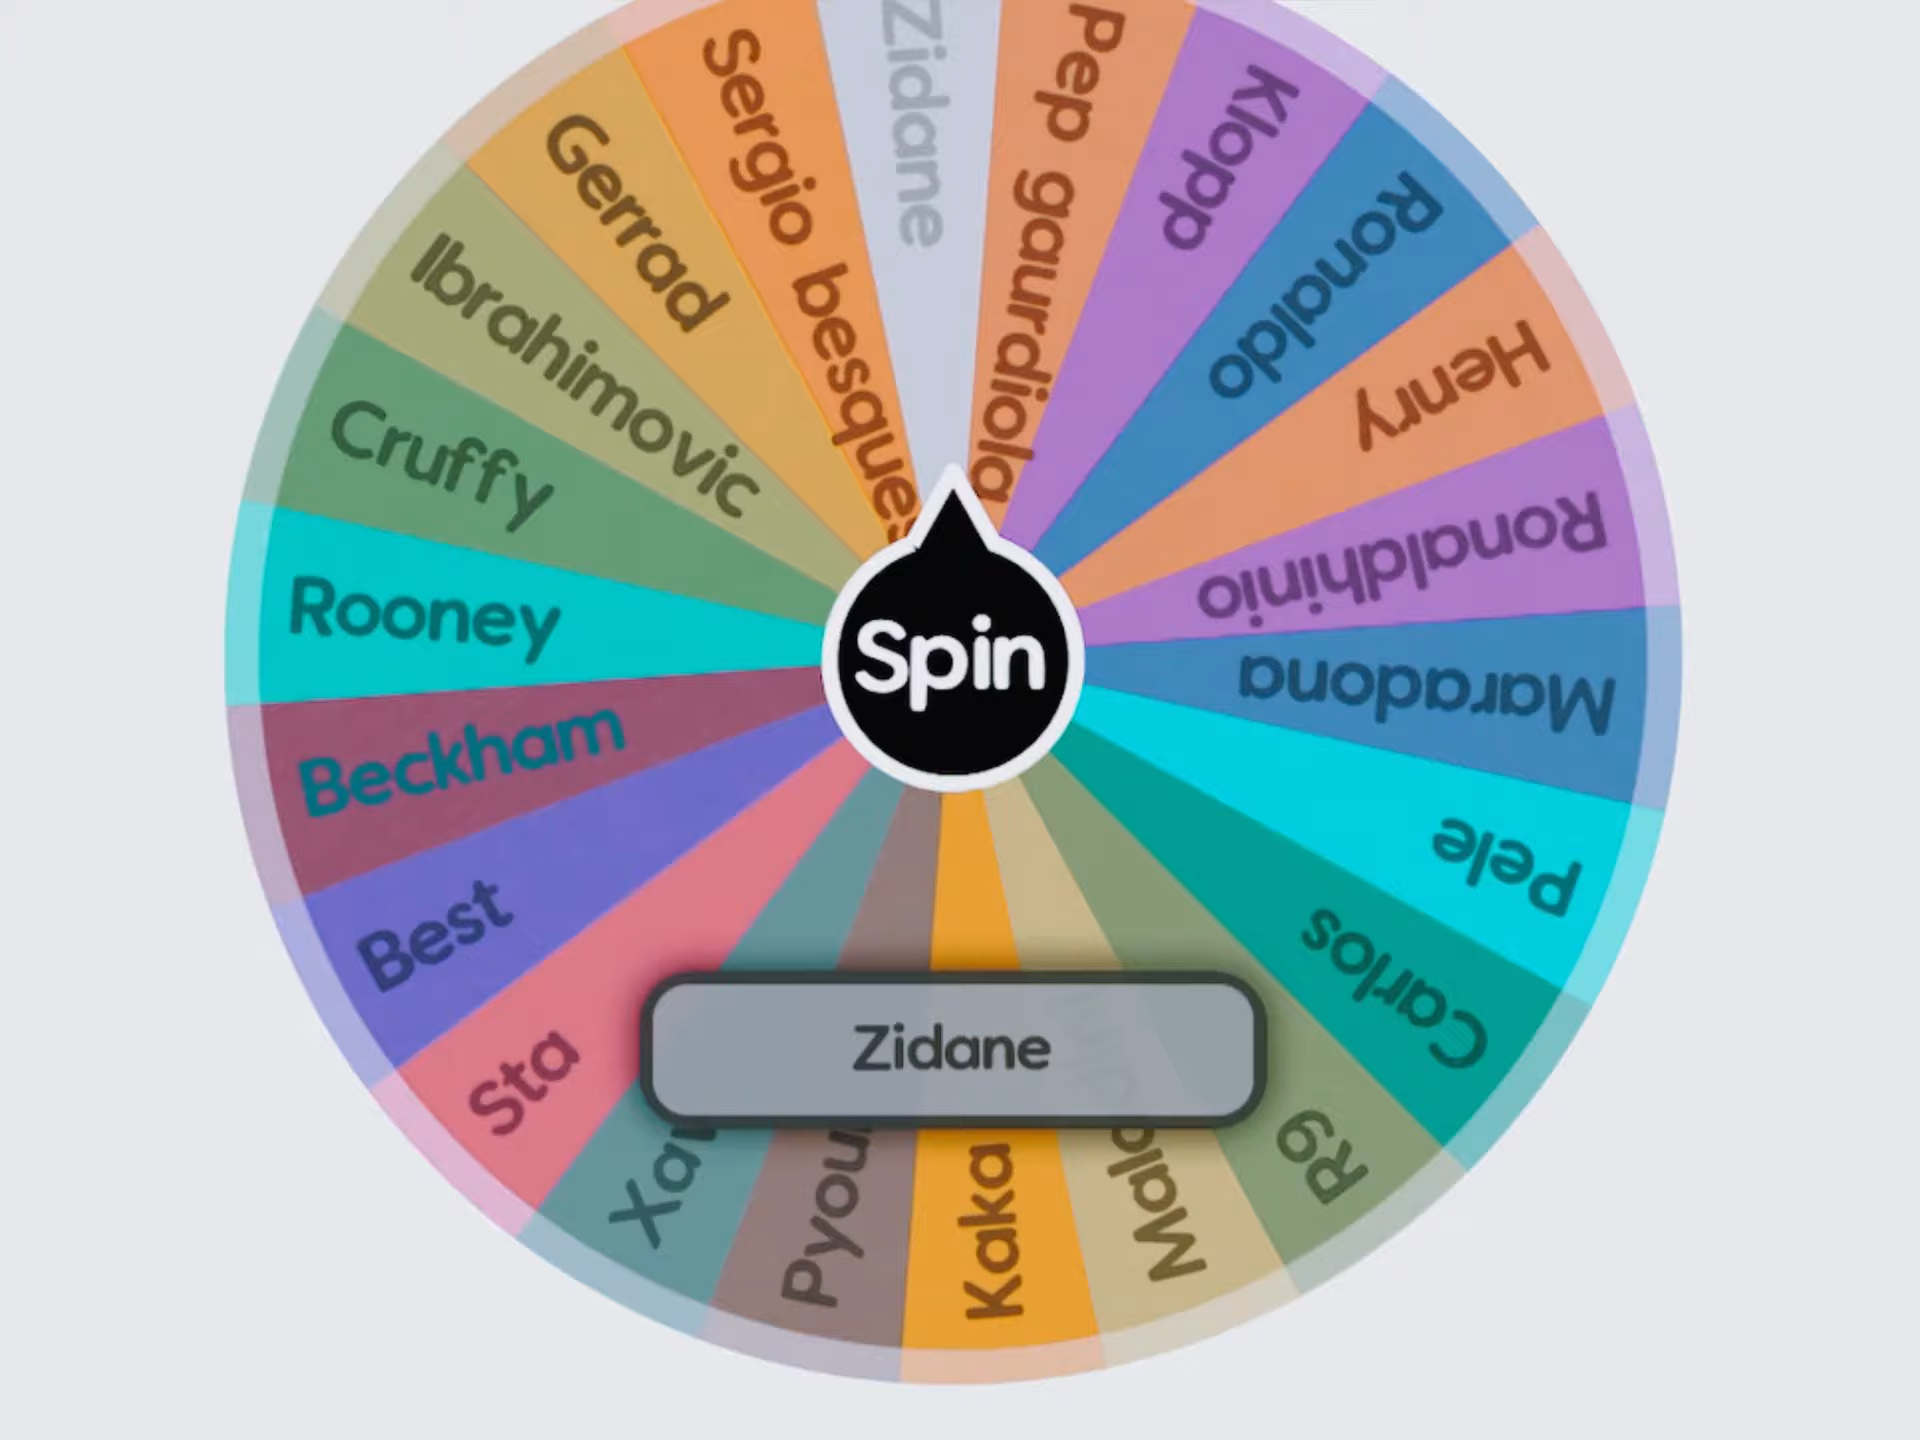 Zidane
Pep gaurdiola
Klopp
Ronaldo
Henry
Ronaldhinio
Maradona
Pele
Carlos
R9
Kaka
Sta
Best
Beckham
Rooney
Cruffy
Ibrahimovic
Gerrad
Sergio besques
Spin
Zidane